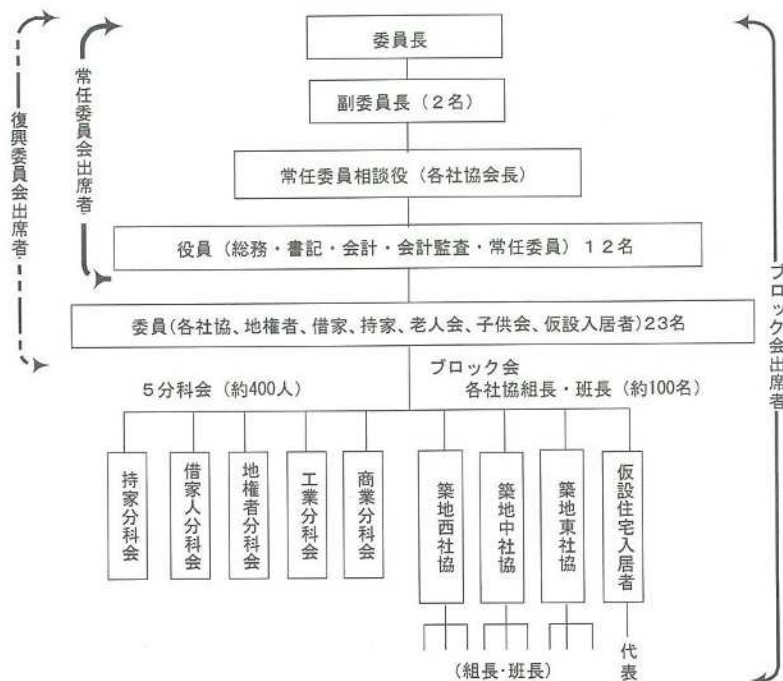 委員長
副委員長（２名）
常任委員相談役（各社協会長）
役員（総務・書記・会計・会計監査・常任委員）１２名
委員（各社協、地権者、借家、持家、老人会、子供会、仮設入居者）23名
常任委員会出席者
復興委員会出席者
ブロック会出席者
ブロック会
５分科会（約400人）
各社協組長・班長（約100名）
持家分科会
借家人分科会
地権者分科会
工業分科会
商業分科会
築地西社協
築地中社協
築地東社協
仮設住宅入居者
（組長・班長）
代表